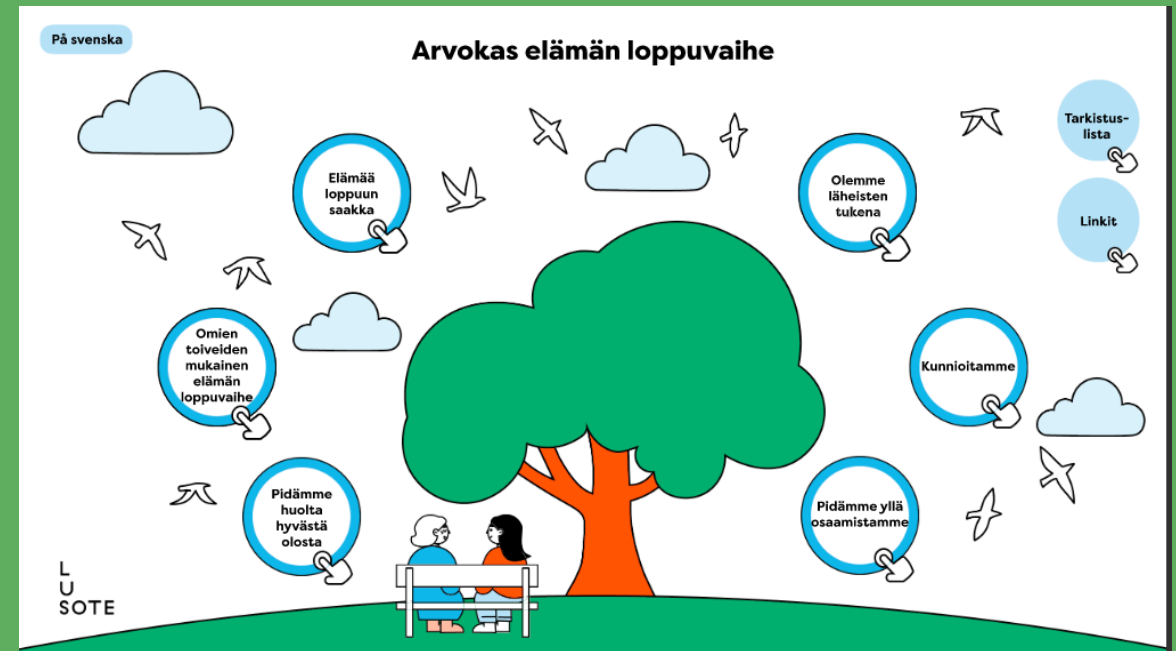 På svenska
Arvokas elämän loppuvaihe
Tarkistus-
lista
Linkit
Elämää
loppuun
saakka
Olemme
läheisten
tukena
Omien
toiveiden
mukainen
elämän
loppuvaihe
Kunnioitamme
Pidämme
huolta
hyvästä
olosta
Pidämme yllä
osaamistamme
L
U
SOTE